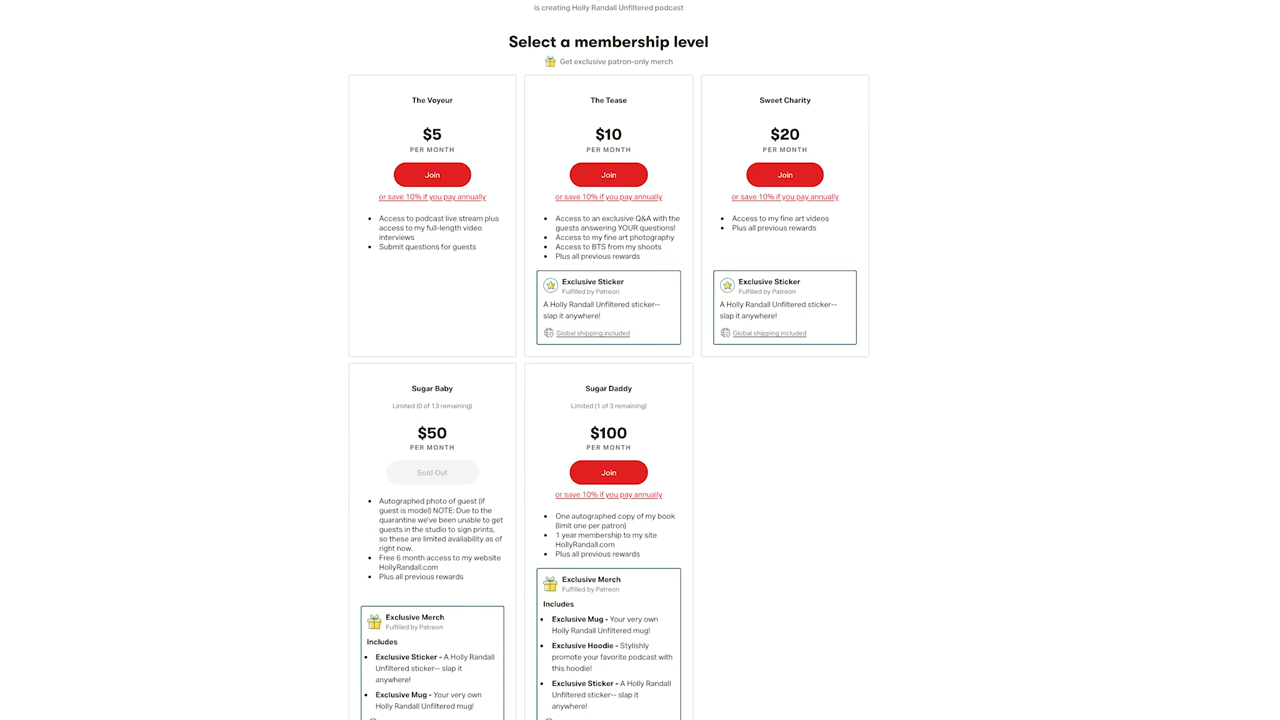 is creating Holly Randall Unfiltered podcast
Select a membership level
Get exclusive patron-only merch
The Voyeur
$5
PER MONTH
Join
or save 10% if you pay annually
Access to podcast live stream plus
access to my full-length video
interviews
Submit questions for guests
The Tease
$10
PER MONTH
Join
or save 10% if you pay annually
Access to an exclusive Q&A with the
guests answering YOUR questions!
Access to my fine art photography
Access to BTS from my shoots
Plus all previous rewards
Exclusive Sticker
Fulfilled by Patreon
A Holly Randall Unfiltered sticker--
slap it anywhere!
Global shipping included
Sweet Charity
$20
PER MONTH
Join
or save 10% if you pay annually
Access to my fine art videos
Plus all previous rewards
Exclusive Sticker
Fulfilled by Patreon
A Holly Randall Unfiltered sticker--
slap it anywhere!
Global shipping included
Sugar Baby
Limited (0 of 13 remaining)
$50
PER MONTH
Sold Out
Autographed photo of guest (if
guest is model) NOTE: Due to the
quarantine we've been unable to get
guests in the studio to sign prints,
so these are limited availability as of
right now.
Free 6 month access to my website
HollyRandall.com
Plus all previous rewards
Exclusive Merch
Fulfilled by Patreon
Includes
Exclusive Sticker - A Holly Randall
Unfiltered sticker-- slap it
anywhere!
Exclusive Mug - Your very own
Holly Randall Unfiltered mug!
Sugar Daddy
Limited (1 of 3 remaining)
$100
PER MONTH
Join
or save 10% if you pay annually
One autographed copy of my book
(limit one per patron)
1 year membership to my site
HollyRandall.com
Plus all previous rewards
Exclusive Merch
Fulfilled by Patreon
Includes
Exclusive Mug - Your very own
Holly Randall Unfiltered mug!
Exclusive Hoodie - Stylishly
promote your favorite podcast with
this hoodie!
Exclusive Sticker - A Holly Randall
Unfiltered sticker-- slap it
anywhere!